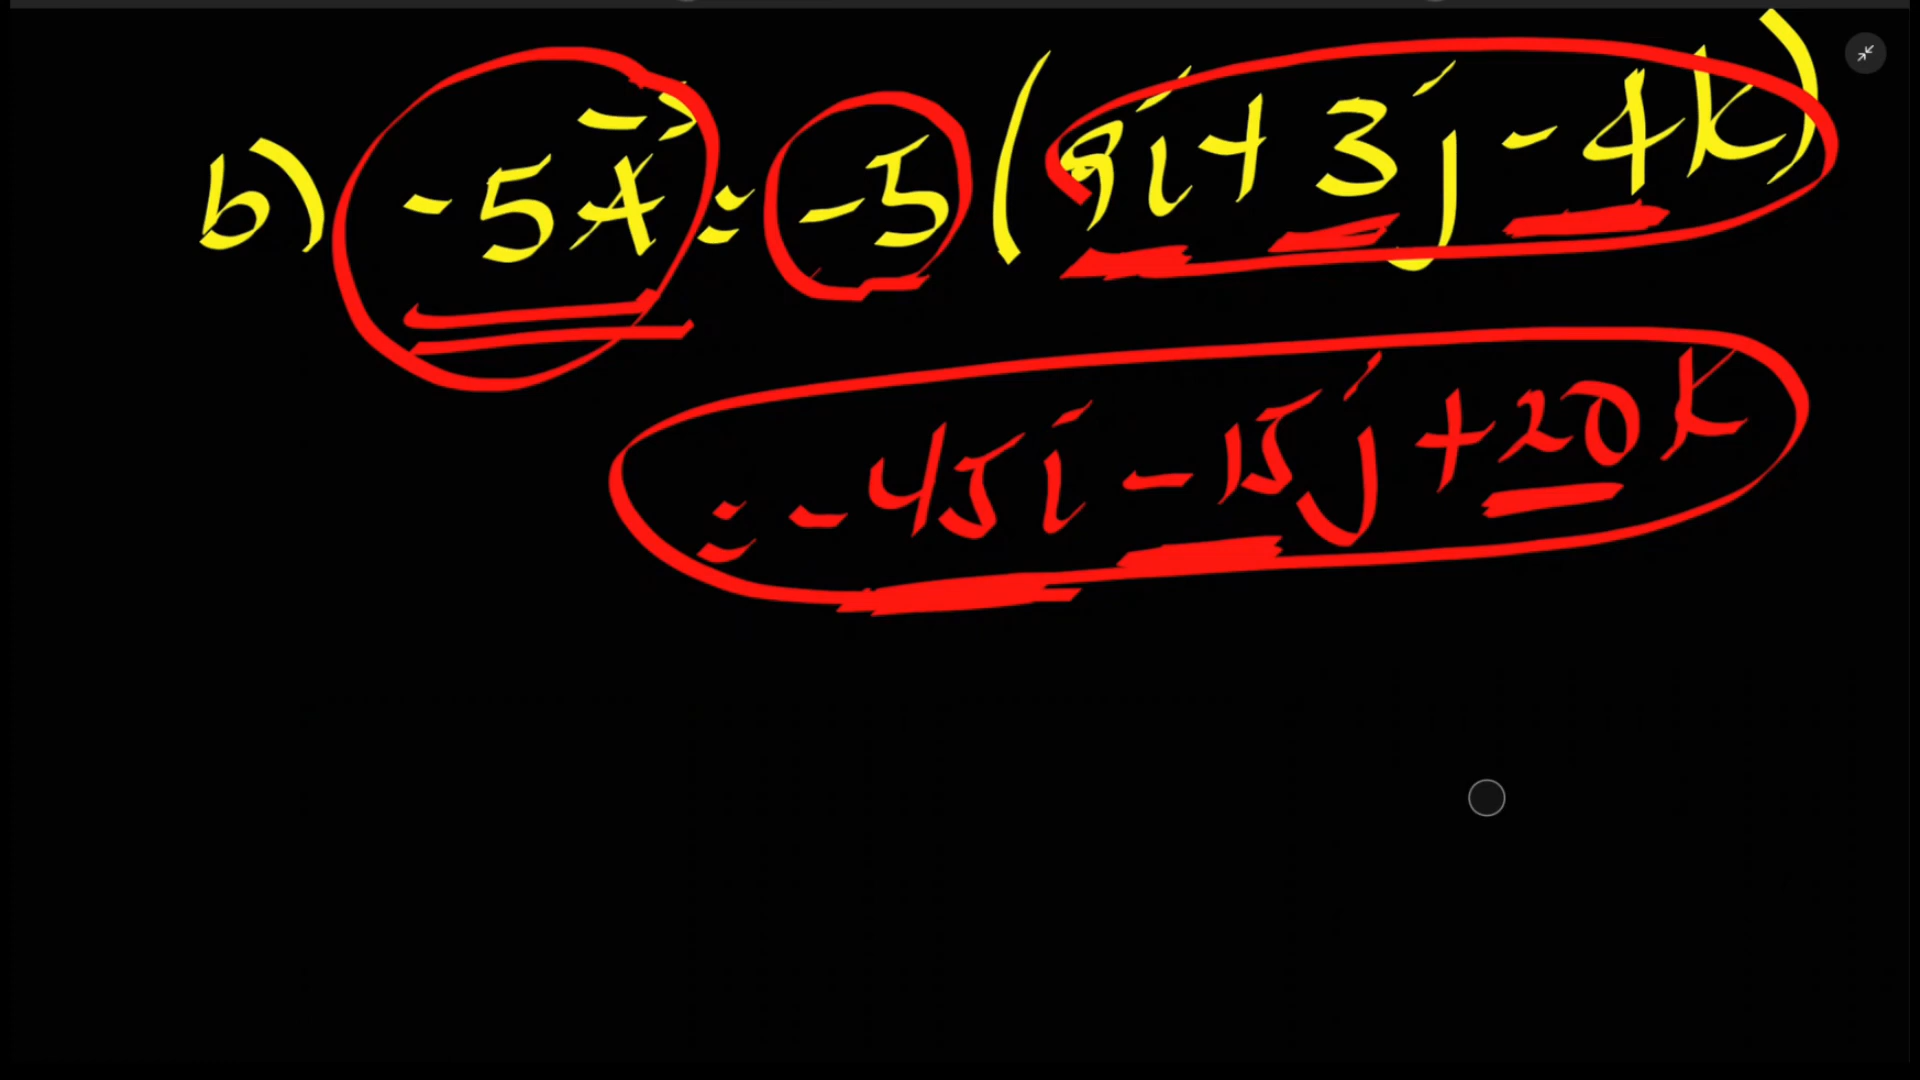 b) -5A⃗ = -5(9i + 3j - 4k)
= -45i - 15j + 20k